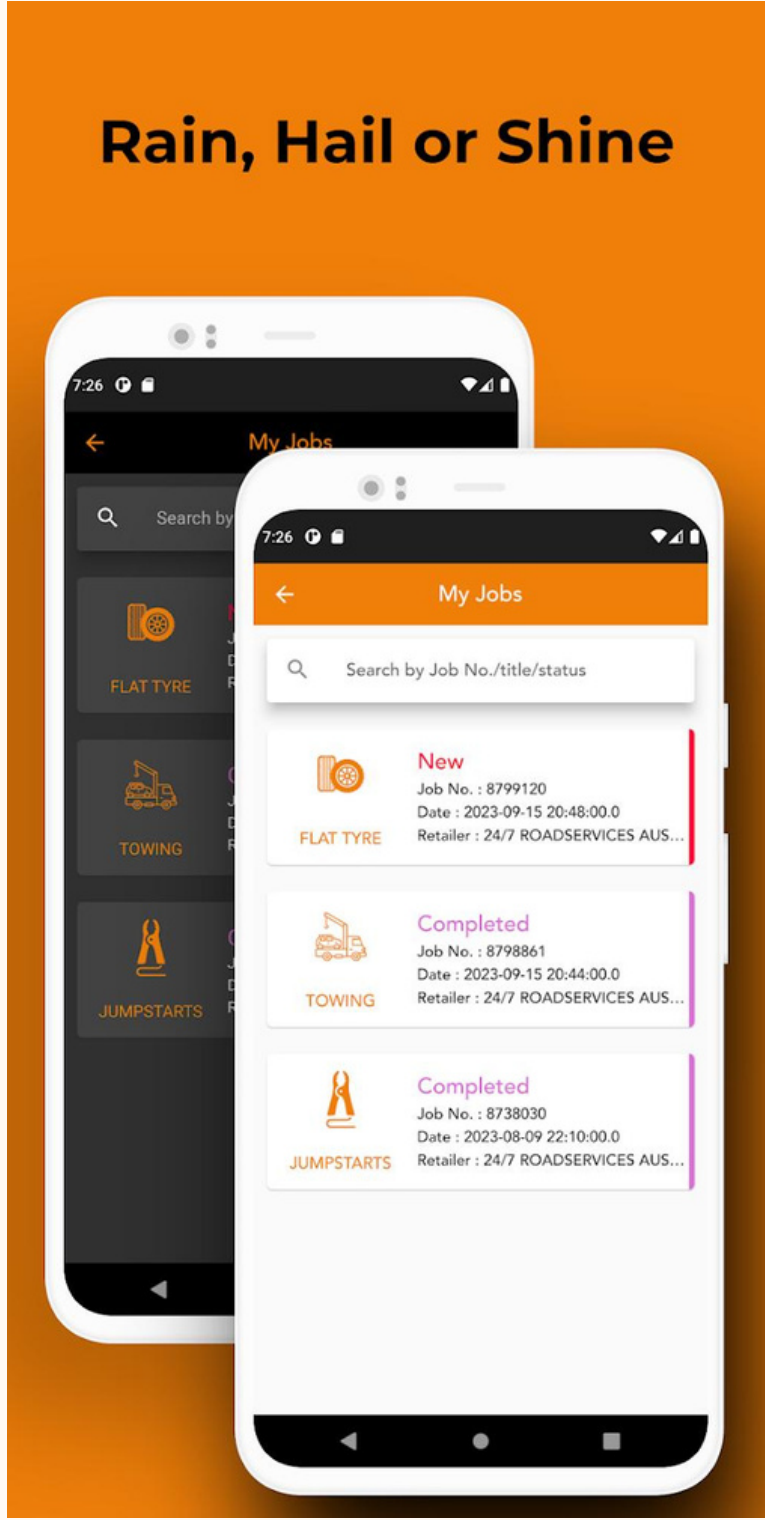 Rain, Hail or Shine
7:26
My Jobs
Search by
FLAT TYRE
TOWING
JUMPSTARTS
7:26
My Jobs
Search by Job No./title/status
New
Job No. : 8799120
Date : 2023-09-15 20:48:00.0
Retailer : 24/7 ROADSERVICES AUS...
FLAT TYRE
Completed
Job No. : 8798861
Date : 2023-09-15 20:44:00.0
Retailer : 24/7 ROADSERVICES AUS...
TOWING
Completed
Job No. : 8738030
Date : 2023-08-09 22:10:00.0
Retailer : 24/7 ROADSERVICES AUS...
JUMPSTARTS